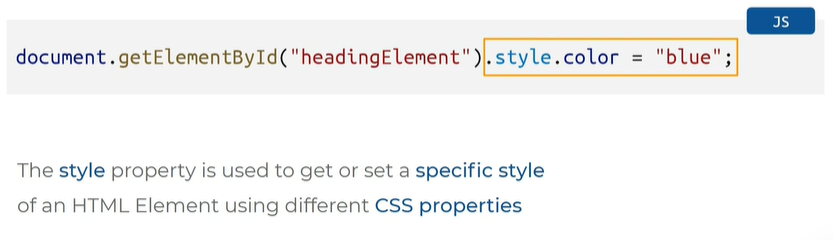 JS
document.getElementById("headingElement").style.color = "blue";
The style property is used to get or set a specific style
of an HTML Element using different CSS properties